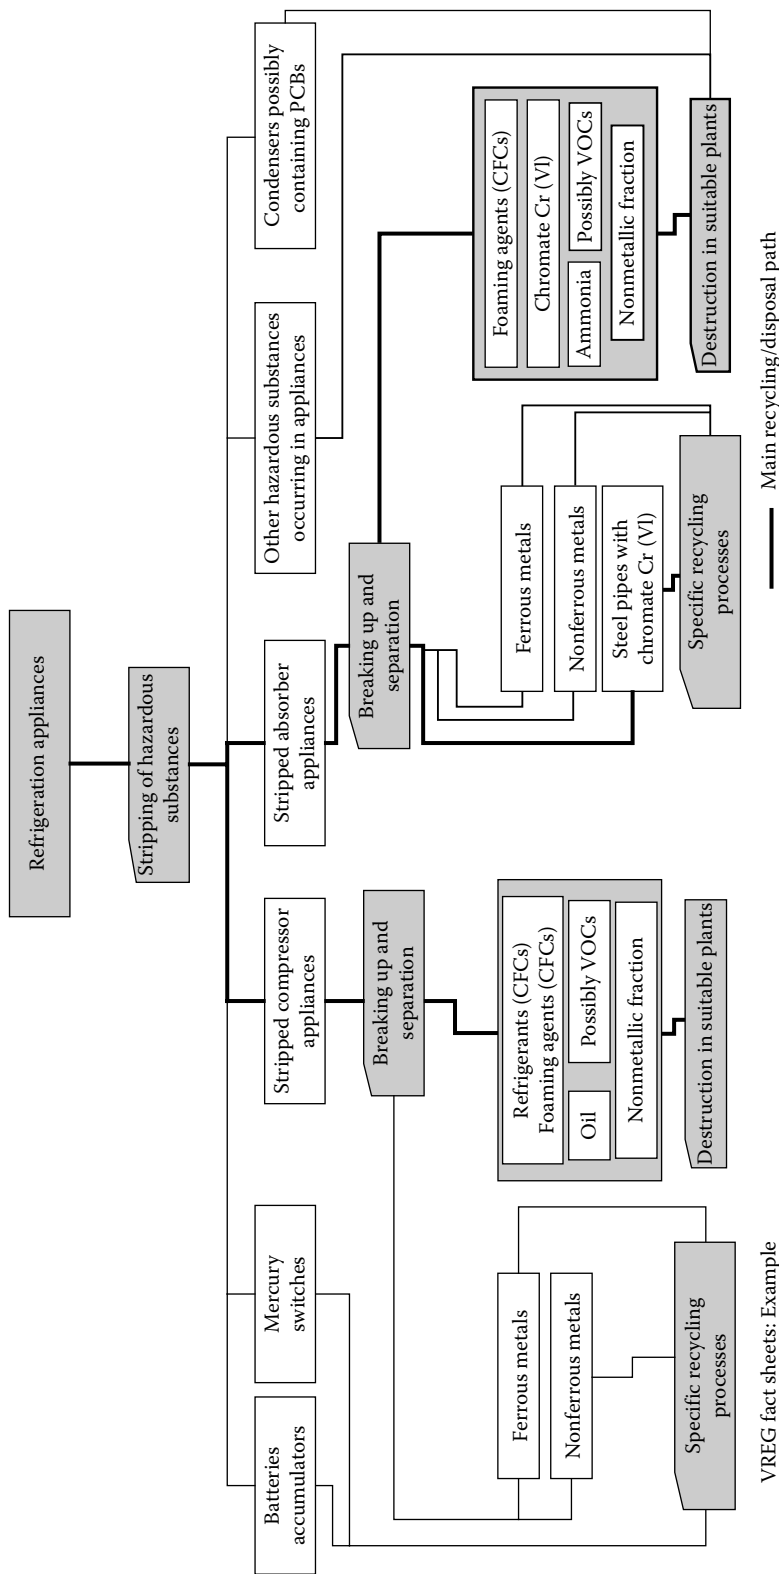 Refrigeration appliances
Stripping of hazardous
substances
Batteries
accumulators
Mercury
switches
Stripped compressor
appliances
Stripped absorber
appliances
Other hazardous substances
occurring in appliances
Condensers possibly
containing PCBs
Breaking up and
separation
Breaking up and
separation
Ferrous metals
Nonferrous metals
Specific recycling
processes
Refrigerants (CFCs)
Foaming agents (CFCs)
Oil
Possibly VOCs
Nonmetallic fraction
Destruction in suitable plants
Ferrous metals
Nonferrous metals
Steel pipes with
chromate Cr (VI)
Specific recycling
processes
Foaming agents (CFCs)
Chromate Cr (VI)
Ammonia
Possibly VOCs
Nonmetallic fraction
Destruction in suitable plants
VREG fact sheets: Example
Main recycling/disposal path